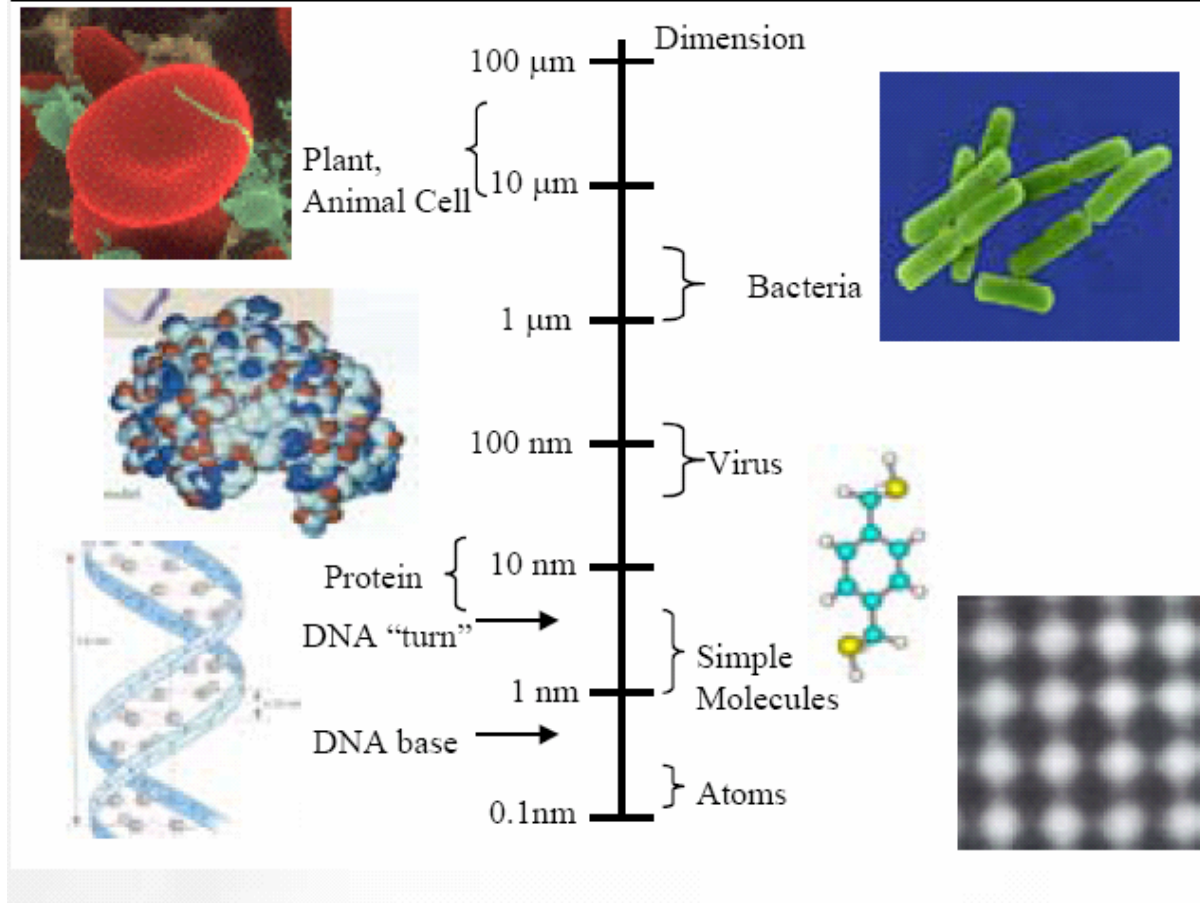 Dimension
100 μm
Plant,
Animal Cell
10 μm
Bacteria
1 μm
100 nm
Virus
10 nm
Protein
DNA “turn”
Simple
Molecules
1 nm
DNA base
Atoms
0.1nm